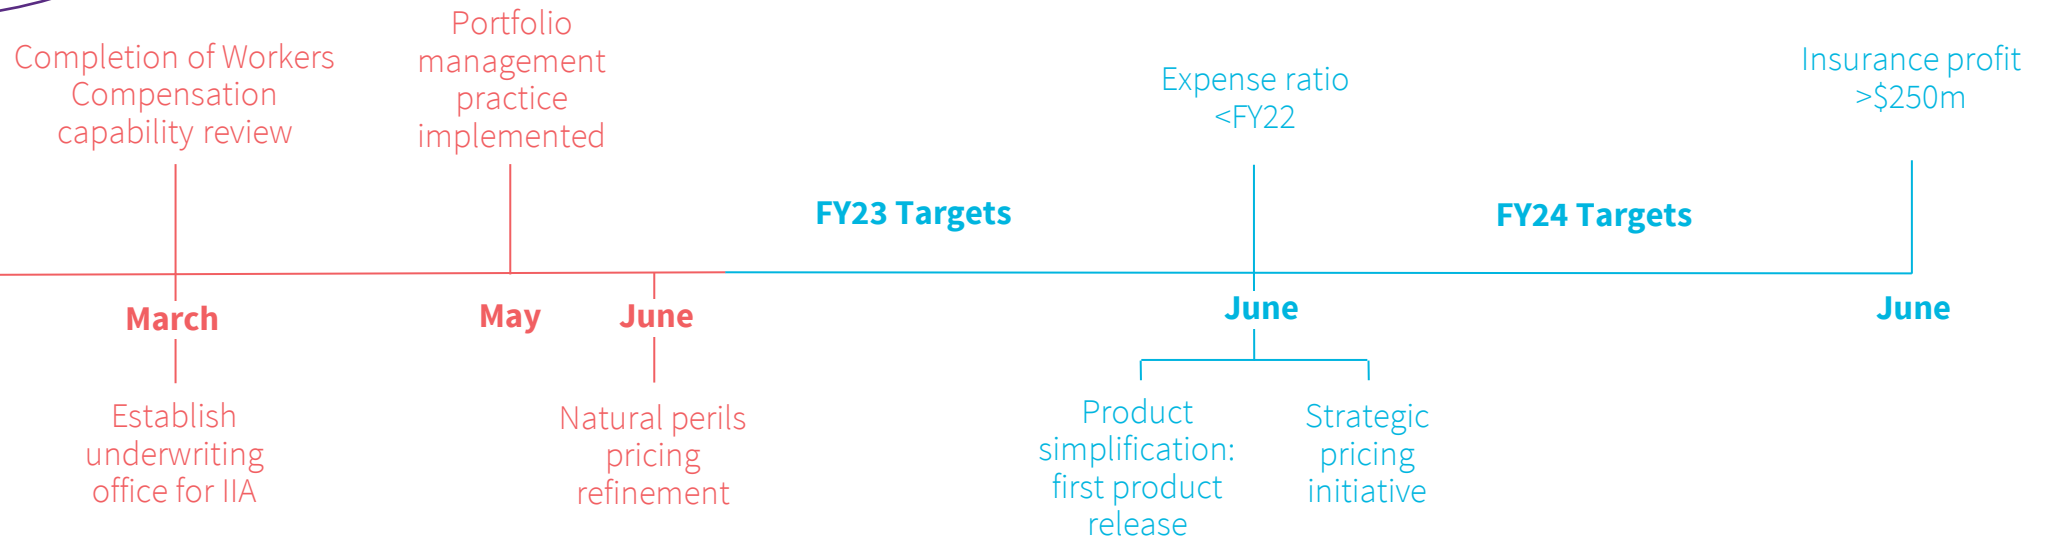 Completion of Workers
Compensation
capability review
Portfolio
management
practice
implemented
Expense ratio
<FY22
Insurance profit
>$250m
FY23 Targets
FY24 Targets
March
May
June
June
June
Establish
underwriting
office for IIA
Natural perils
pricing
refinement
Product
simplification:
first product
release
Strategic
pricing
initiative